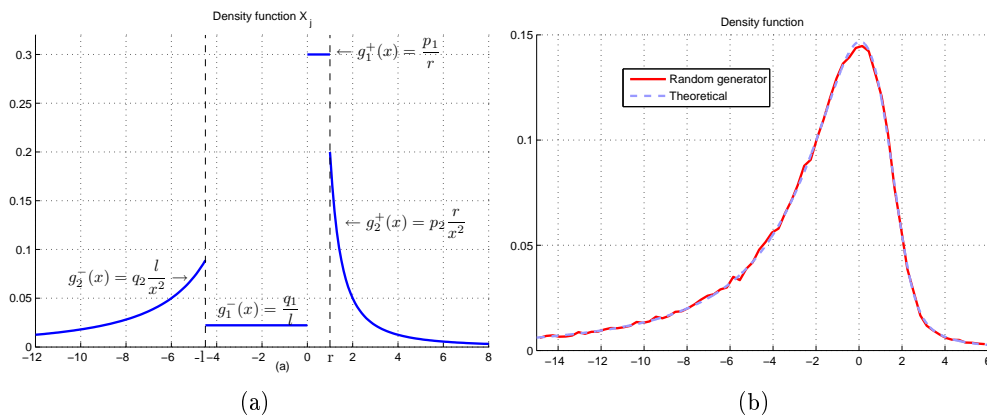 Density function X_j
0.3
0.25
0.2
0.15
0.1
0.05
0
← g_1^+(x) = p_1/r
← g_2^+(x) = p_2 r/x^2
g_2^-(x) = q_2 l/x^2 →
g_1^-(x) = q_1/l
−12 −10 −8 −6 -l −4 −2 0 r 2 4 6 8
(a)
(a)
Density function
0.15
0.1
0.05
0
Random generator
Theoretical
−14 −12 −10 −8 −6 −4 −2 0 2 4 6
(b)